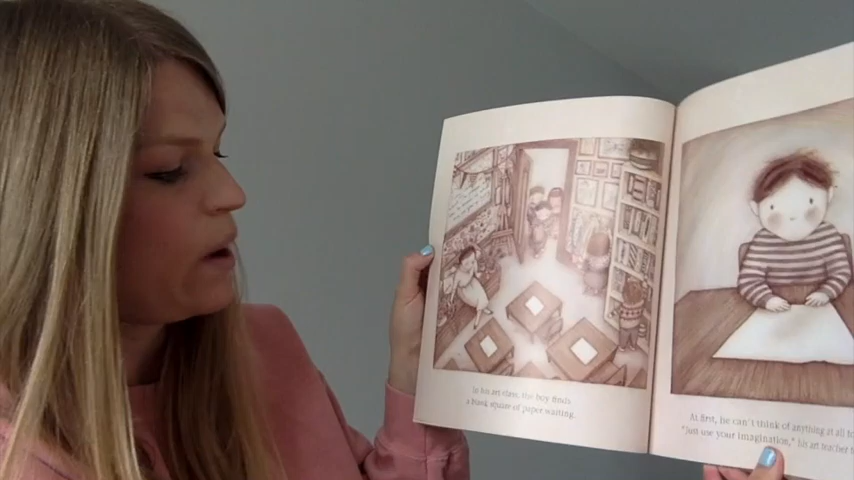 In his art class, the boy finds
a blank square of paper waiting.
At first, he can't think of anything at all to
"Just use your imagination," his art teacher